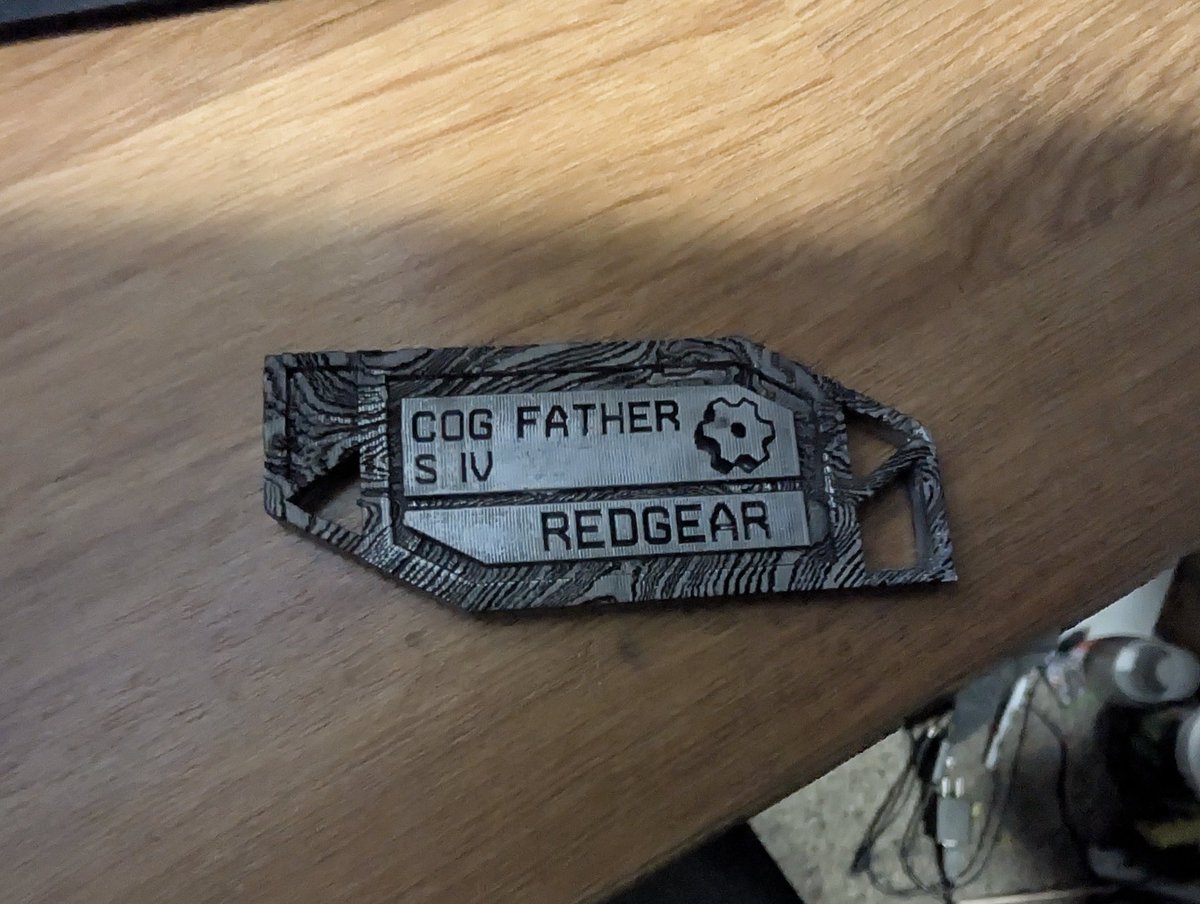 COG FATHER
S IV
REDGEAR